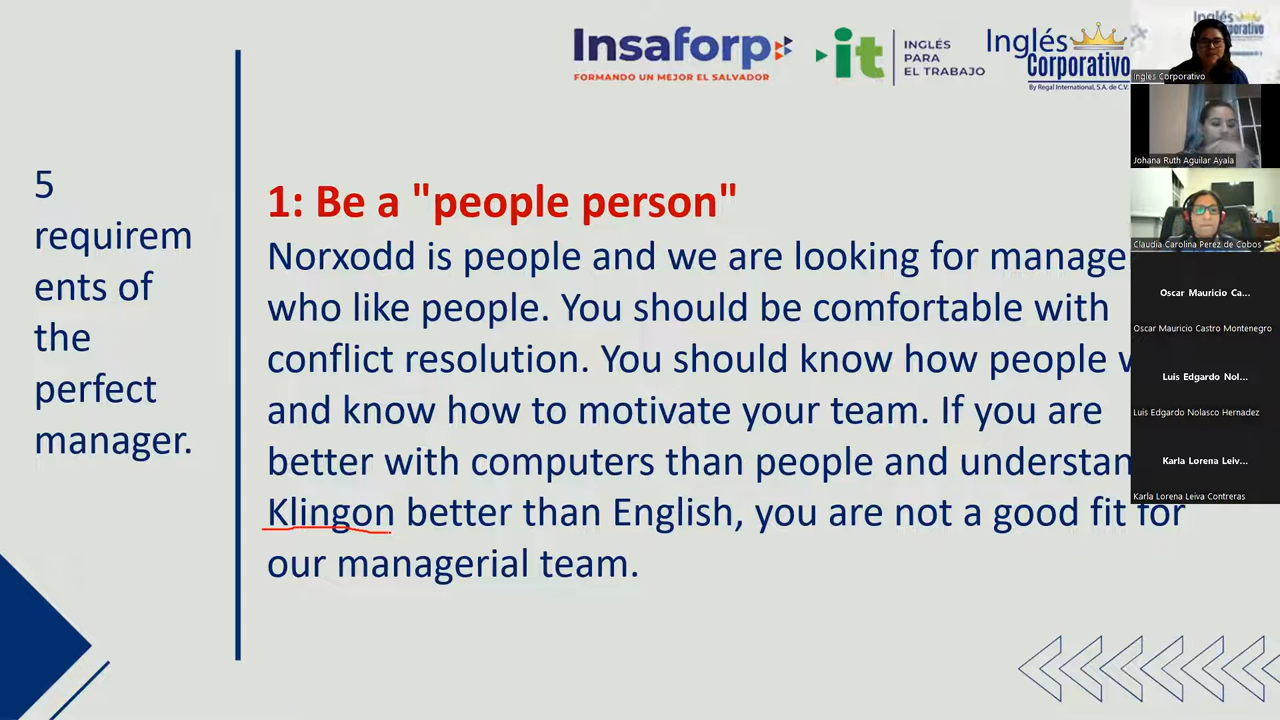 Insaforp
FORMANDO UN MEJOR EL SALVADOR
it
INGLÉS
PARA
EL TRABAJO
Inglés
Corporativo
By Regal International, S.A. de C.V.
5
requirem
ents of
the
perfect
manager.
1: Be a "people person"
Norxodd is people and we are looking for manage
who like people. You should be comfortable with
conflict resolution. You should know how people
and know how to motivate your team. If you are
better with computers than people and understan
Klingon better than English, you are not a good fit for
our managerial team.
Inglés
Ingles Corporativo
Johana Ruth Aguilar Ayala
Claudia Carolina Perez de Cobos
Oscar Mauricio Ca...
Oscar Mauricio Castro Montenegro
Luis Edgardo Nol...
Luis Edgardo Nolasco Hernadez
Karla Lorena Leiv...
Karla Lorena Leiva Contreras